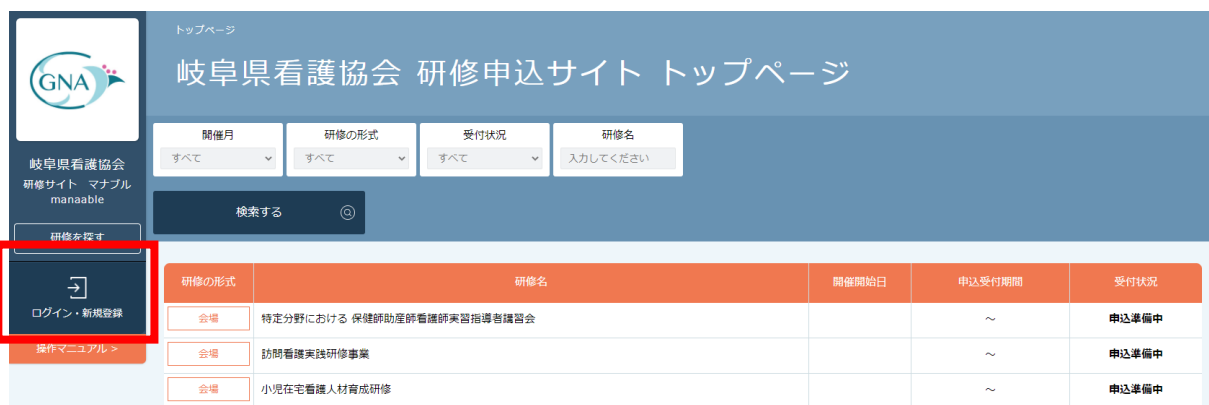 GNA
岐阜県看護協会
研修サイト マナブル
manaable
研修を探す
ログイン・新規登録
操作マニュアル >
トップページ
岐阜県看護協会 研修申込サイト トップページ
開催月 研修の形式 受付状況 研修名
すべて すべて すべて 入力してください
検索する
研修の形式 研修名 開催開始日 申込受付期間 受付状況
会場 特定分野における 保健師助産師看護師実習指導者講習会 ～ 申込準備中
会場 訪問看護実践研修事業 ～ 申込準備中
会場 小児在宅看護人材育成研修 ～ 申込準備中